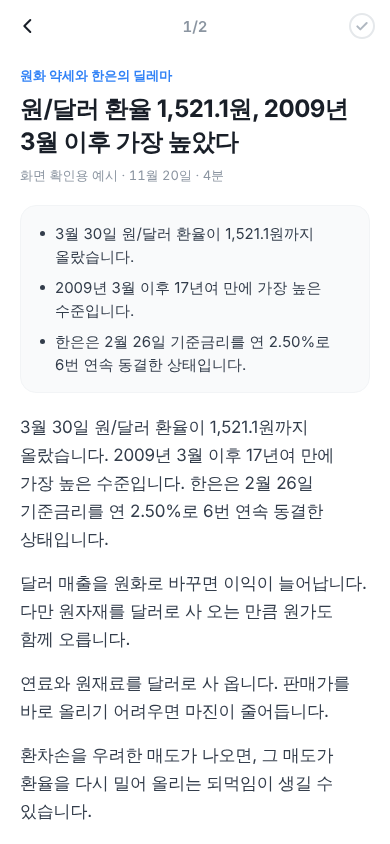 1/2
원화 약세와 한은의 딜레마
원/달러 환율 1,521.1원, 2009년
3월 이후 가장 높았다
화면 확인용 예시 · 11월 20일 · 4분
• 3월 30일 원/달러 환율이 1,521.1원까지
올랐습니다.
• 2009년 3월 이후 17년여 만에 가장 높은
수준입니다.
• 한은은 2월 26일 기준금리를 연 2.50%로
6번 연속 동결한 상태입니다.
3월 30일 원/달러 환율이 1,521.1원까지
올랐습니다. 2009년 3월 이후 17년여 만에
가장 높은 수준입니다. 한은은 2월 26일
기준금리를 연 2.50%로 6번 연속 동결한
상태입니다.
달러 매출을 원화로 바꾸면 이익이 늘어납니다.
다만 원자재를 달러로 사 오는 만큼 원가도
함께 오릅니다.
연료와 원재료를 달러로 사 옵니다. 판매가를
바로 올리기 어려우면 마진이 줄어듭니다.
환차손을 우려한 매도가 나오면, 그 매도가
환율을 다시 밀어 올리는 되먹임이 생길 수
있습니다.